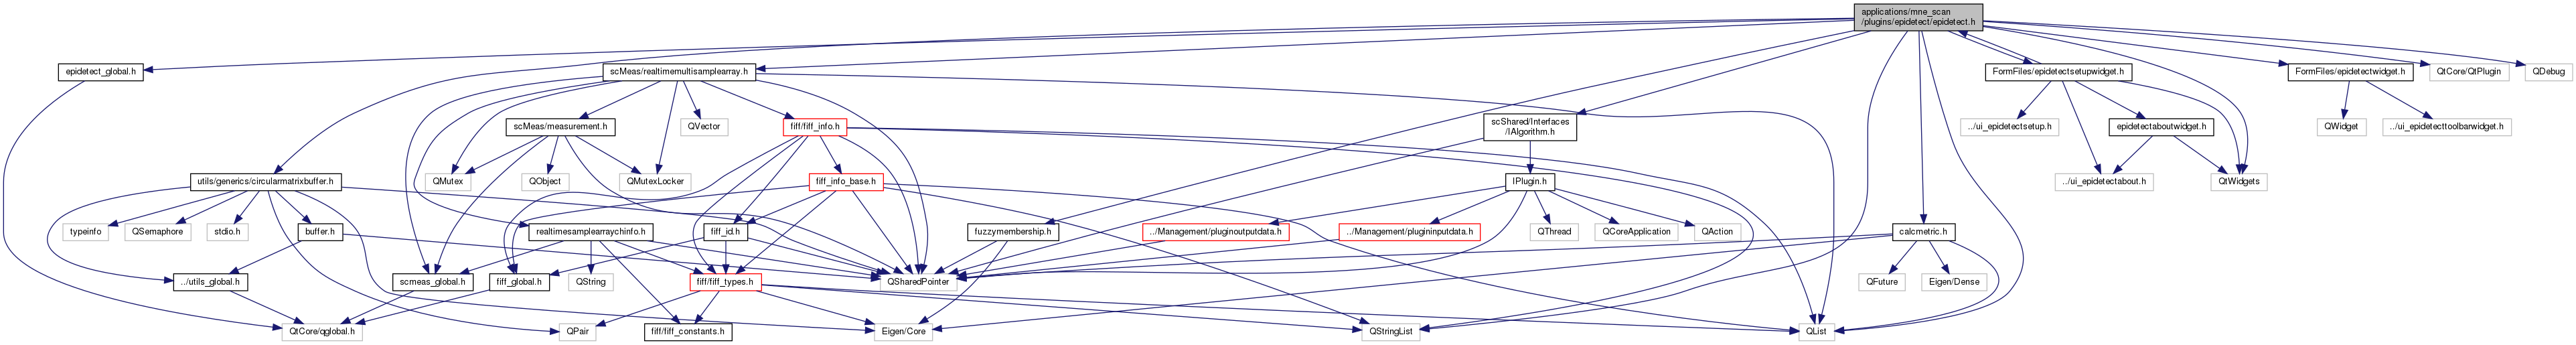 applications/mne_scan
/plugins/epidetect/epidetect.h
epidetect_global.h
scMeas/realtimemultisamplearray.h
FormFiles/epidetectsetupwidget.h
FormFiles/epidetectwidget.h
QtCore/QtPlugin
QDebug
scMeas/measurement.h
QVector
fiff/fiff_info.h
scShared/Interfaces
/IAlgorithm.h
../ui_epidetectsetup.h
epidetectaboutwidget.h
QWidget
../ui_epidetecttoolbarwidget.h
utils/generics/circularmatrixbuffer.h
QMutex
QObject
QMutexLocker
fiff_info_base.h
IPlugin.h
../ui_epidetectabout.h
QtWidgets
typeinfo
QSemaphore
stdio.h
buffer.h
realtimesamplearraychinfo.h
fiff_id.h
fuzzymembership.h
../Management/pluginoutputdata.h
../Management/plugininputdata.h
QThread
QCoreApplication
QAction
calcmetric.h
../utils_global.h
scmeas_global.h
fiff_global.h
QString
fiff/fiff_types.h
QSharedPointer
QFuture
Eigen/Dense
QtCore/qglobal.h
QPair
fiff/fiff_constants.h
Eigen/Core
QStringList
QList